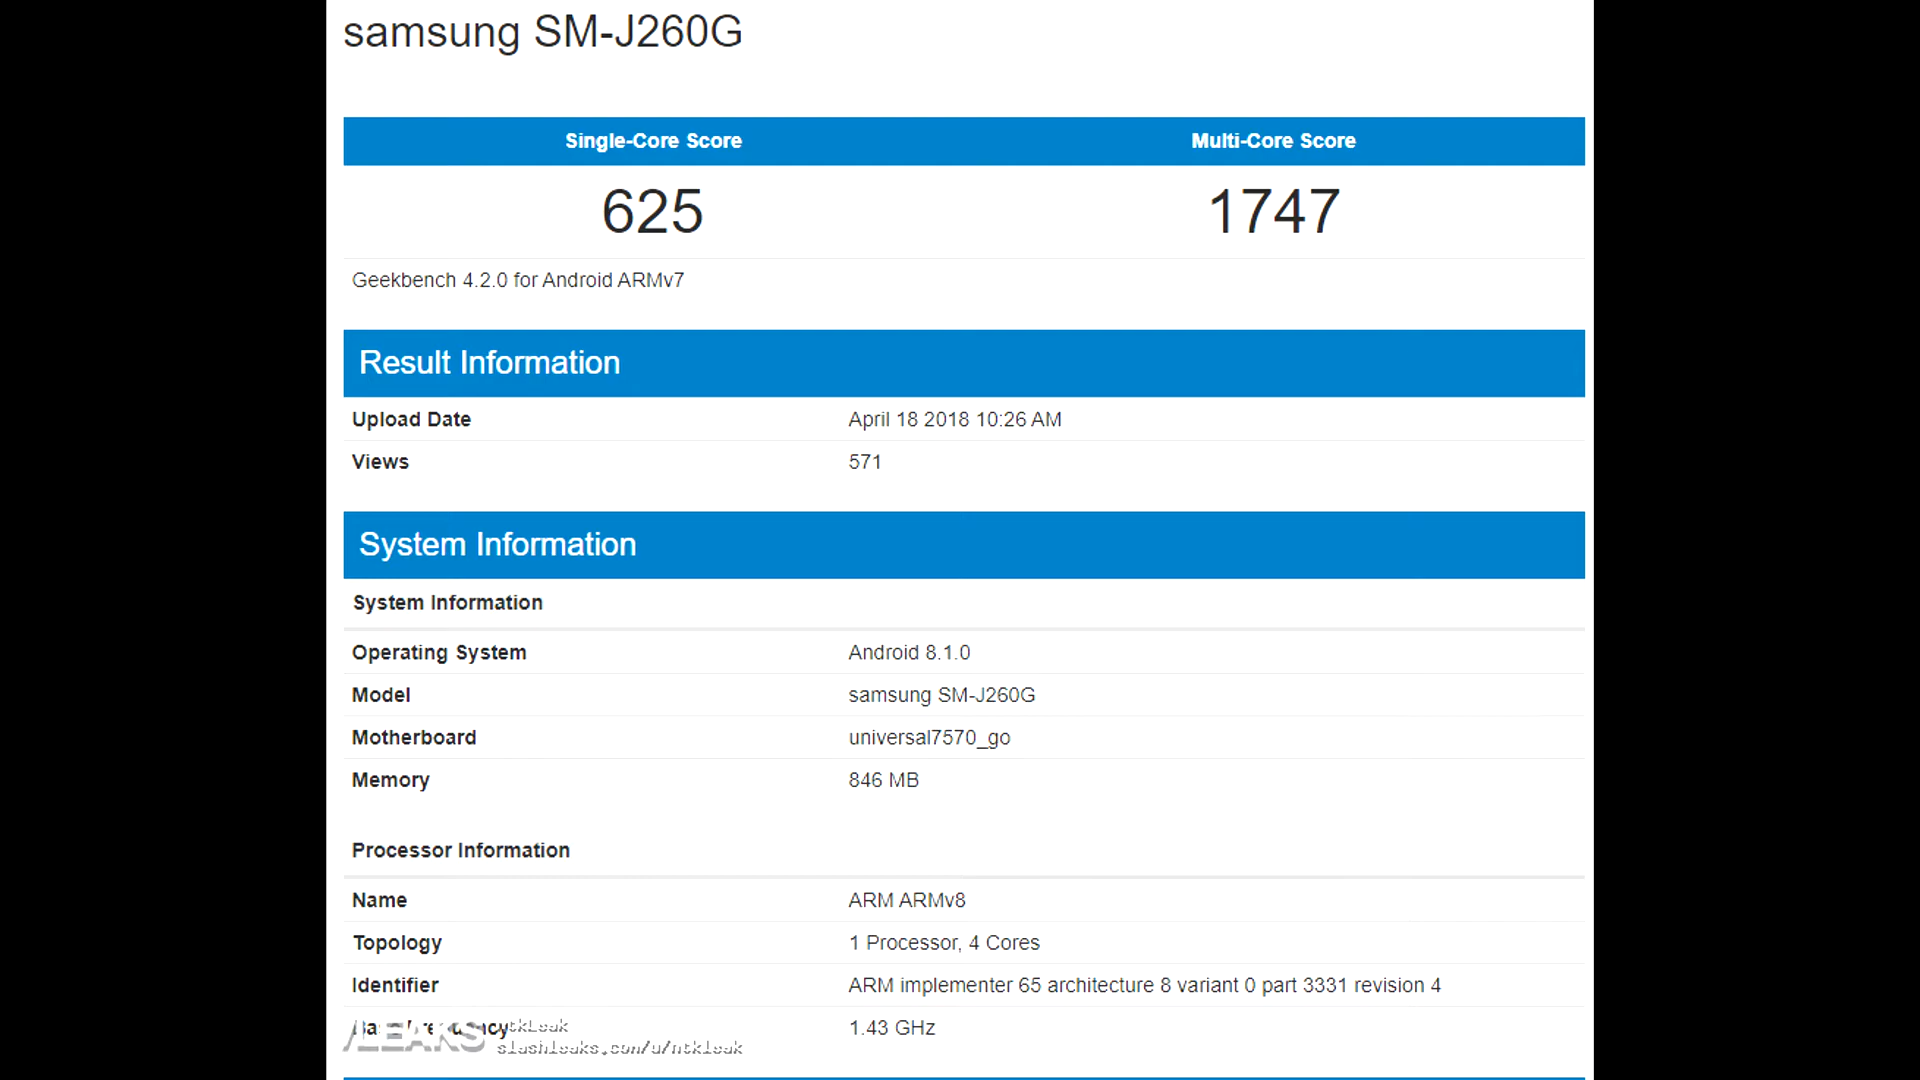 samsung SM-J260G
Single-Core Score Multi-Core Score
625 1747
Geekbench 4.2.0 for Android ARMv7
Result Information
Upload Date April 18 2018 10:26 AM
Views 571
System Information
System Information
Operating System Android 8.1.0
Model samsung SM-J260G
Motherboard universal7570_go
Memory 846 MB
Processor Information
Name ARM ARMv8
Topology 1 Processor, 4 Cores
Identifier ARM implementer 65 architecture 8 variant 0 part 3331 revision 4
Base Frequency 1.43 GHz
/LEAKS ntkLeak
slashleaks.com/u/ntkleak